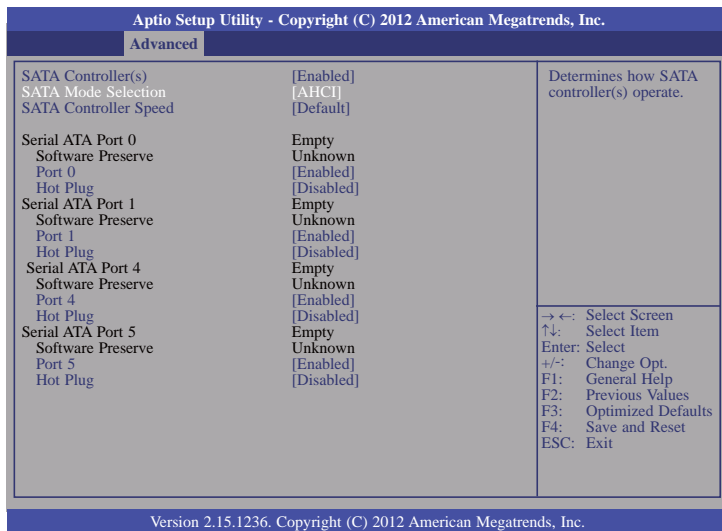 Aptio Setup Utility - Copyright (C) 2012 American Megatrends, Inc.
Advanced
SATA Controller(s) [Enabled]
SATA Mode Selection [AHCI]
SATA Controller Speed [Default]
Serial ATA Port 0 Empty
Software Preserve Unknown
Port 0 [Enabled]
Hot Plug [Disabled]
Serial ATA Port 1 Empty
Software Preserve Unknown
Port 1 [Enabled]
Hot Plug [Disabled]
Serial ATA Port 4 Empty
Software Preserve Unknown
Port 4 [Enabled]
Hot Plug [Disabled]
Serial ATA Port 5 Empty
Software Preserve Unknown
Port 5 [Enabled]
Hot Plug [Disabled]
Determines how SATA
controller(s) operate.
→ ←: Select Screen
↑↓: Select Item
Enter: Select
+/-: Change Opt.
F1: General Help
F2: Previous Values
F3: Optimized Defaults
F4: Save and Reset
ESC: Exit
Version 2.15.1236. Copyright (C) 2012 American Megatrends, Inc.